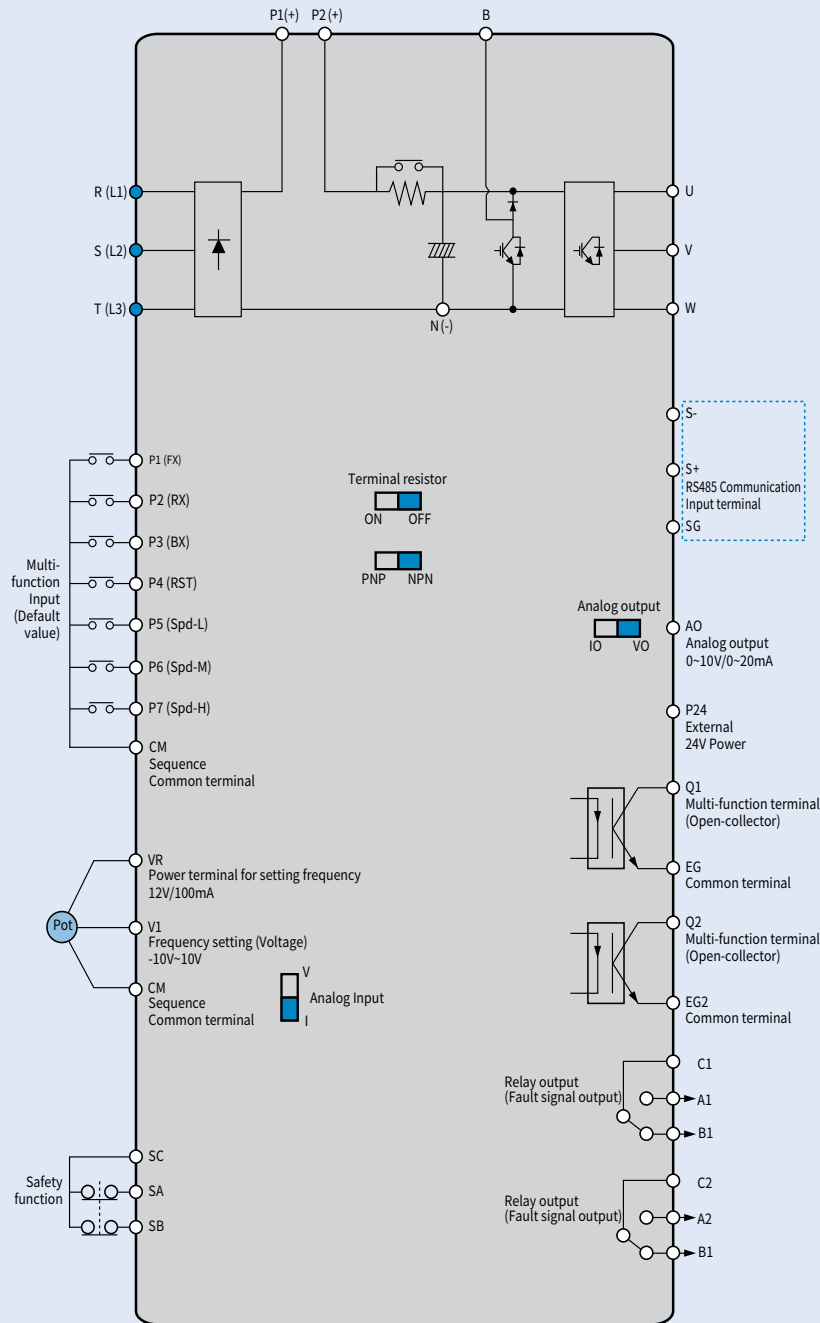 P1(+)
P2 (+)
B
R (L1)
S (L2)
T (L3)
U
V
W
N (-)
S-
S+
RS485 Communication
Input terminal
SG
Multi-
function
Input
(Default
value)
P1 (FX)
P2 (RX)
P3 (BX)
P4 (RST)
P5 (Spd-L)
P6 (Spd-M)
P7 (Spd-H)
CM
Sequence
Common terminal
Terminal resistor
ON OFF
PNP NPN
Analog output
IO VO
AO
Analog output
0~10V/0~20mA
P24
External
24V Power
Q1
Multi-function terminal
(Open-collector)
EG
Common terminal
Q2
Multi-function terminal
(Open-collector)
EG2
Common terminal
Pot
VR
Power terminal for setting frequency
12V/100mA
V1
Frequency setting (Voltage)
-10V~10V
CM
Sequence
Common terminal
V
Analog Input
I
Relay output
(Fault signal output)
C1
A1
B1
Safety
function
SC
SA
SB
Relay output
(Fault signal output)
C2
A2
B1